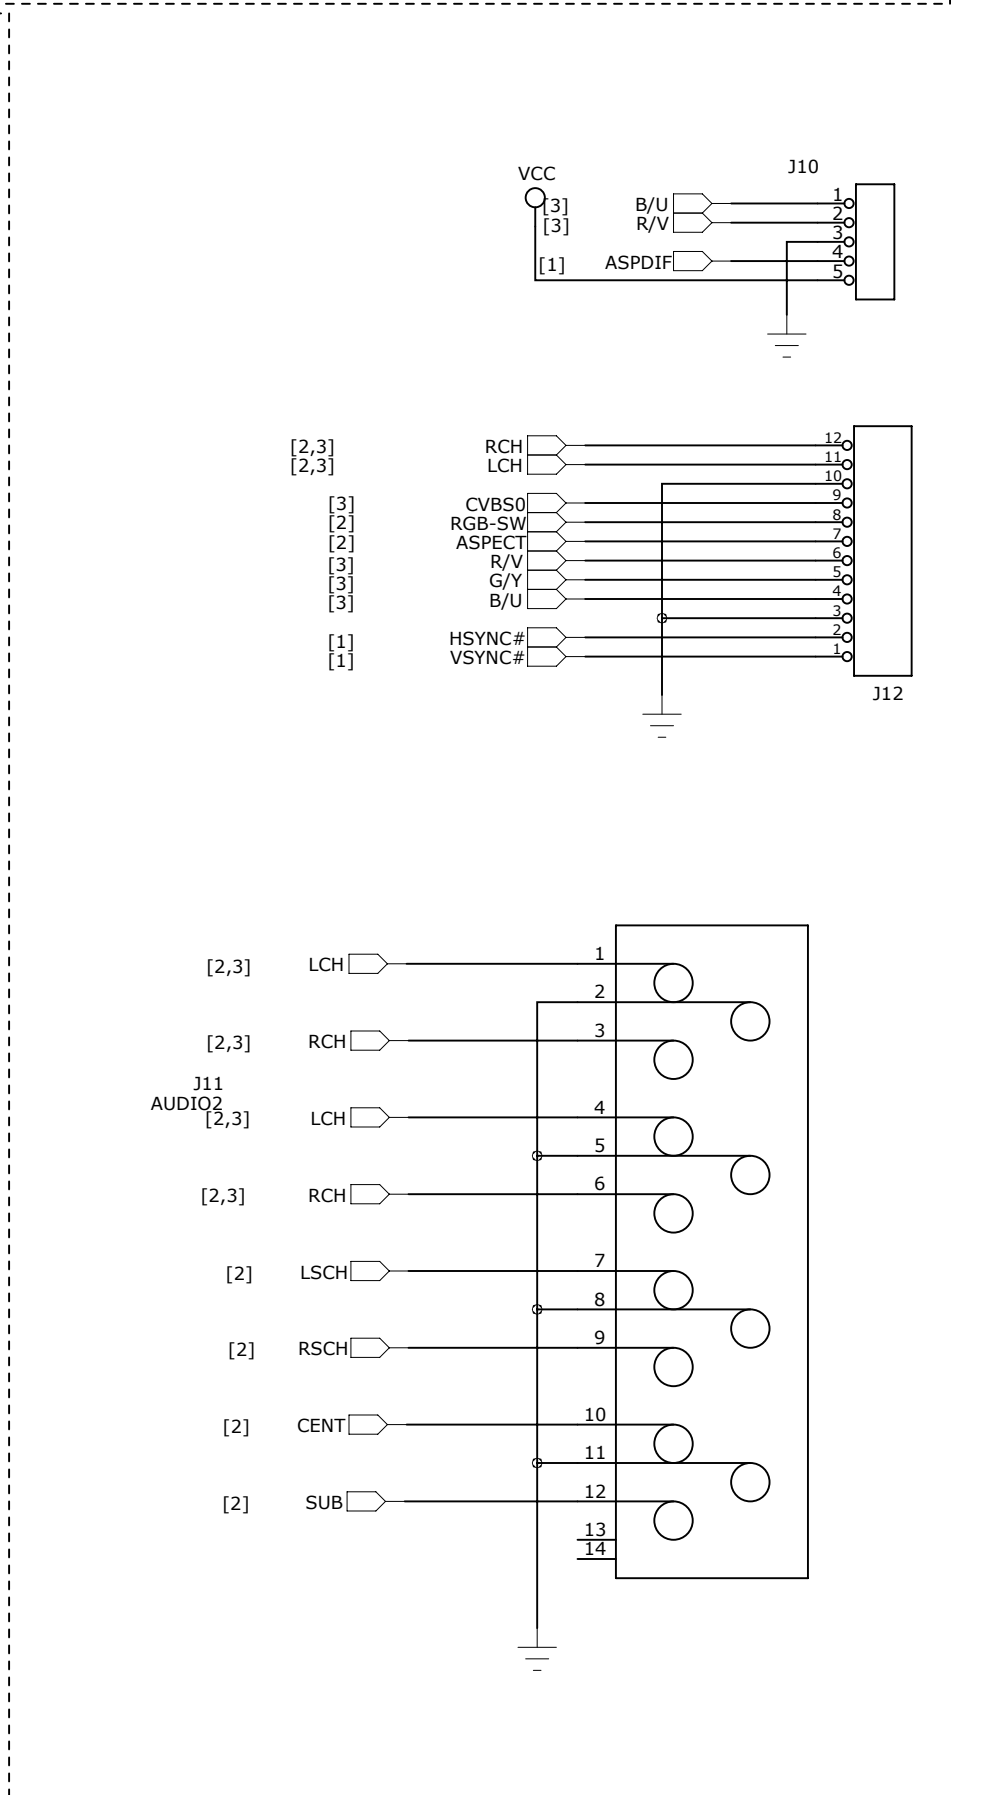 VCC
J10
[3] B/U 1
[3] R/V 2
3
[1] ASPDIF 4
5
[2,3] RCH 12
[2,3] LCH 11
10
[3] CVBS0 9
[2] RGB-SW 8
[2] ASPECT 7
[3] R/V 6
[3] G/Y 5
[3] B/U 4
3
[1] HSYNC# 2
[1] VSYNC# 1
J12
[2,3] LCH 1
2
[2,3] RCH 3
J11
AUDIO2
[2,3] LCH 4
5
[2,3] RCH 6
[2] LSCH 7
8
[2] RSCH 9
[2] CENT 10
11
[2] SUB 12
13
14